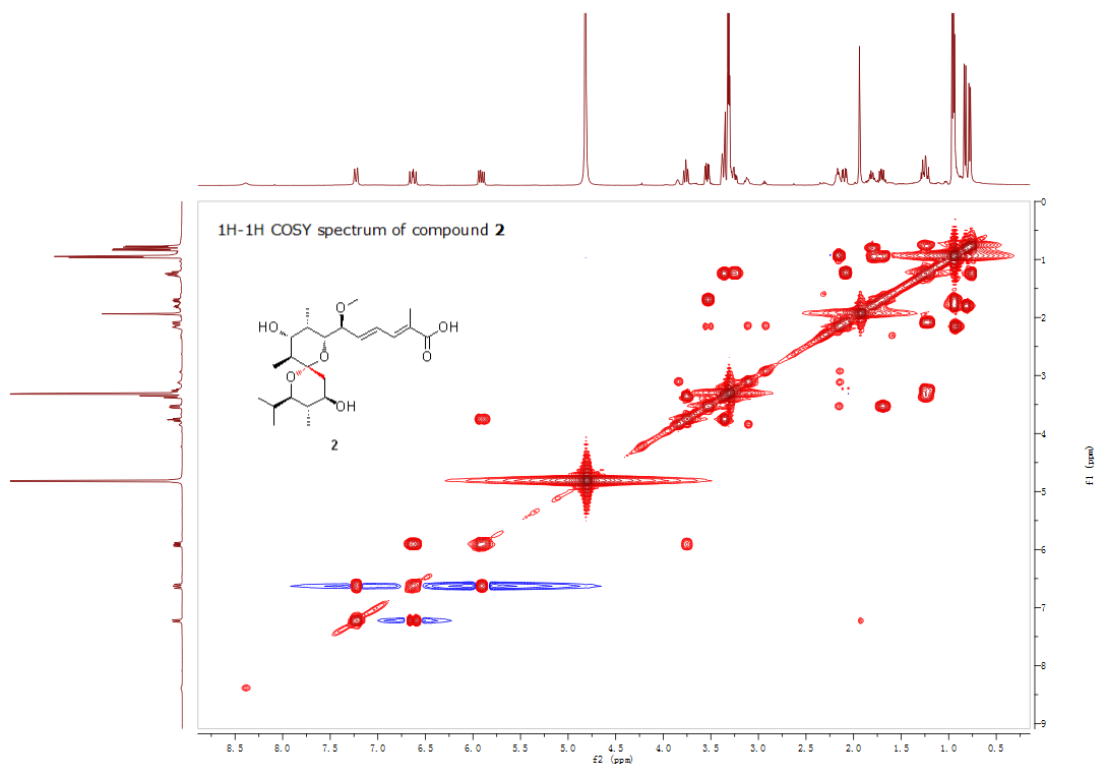 1H-1H COSY spectrum of compound 2
O
HO
OH
O
O
O
OH
2
0
1
2
3
4
5
6
7
8
9
f1 (ppm)
8.5 8.0 7.5 7.0 6.5 6.0 5.5 5.0 4.5 4.0 3.5 3.0 2.5 2.0 1.5 1.0 0.5
f2 (ppm)